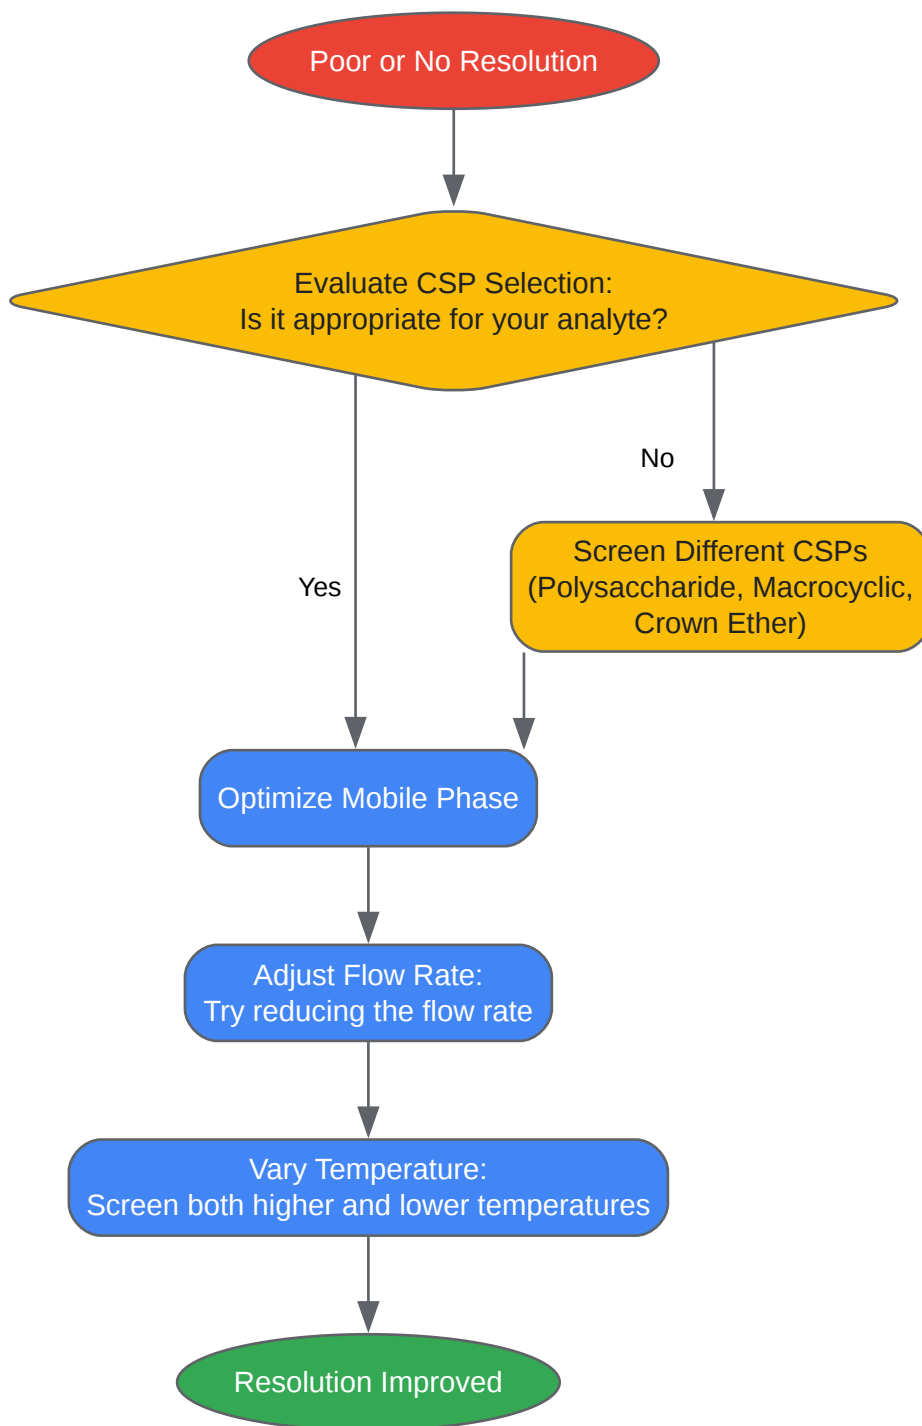 Poor or No Resolution
Evaluate CSP Selection:
Is it appropriate for your analyte?
No
Screen Different CSPs
(Polysaccharide, Macrocyclic,
Crown Ether)
Yes
Optimize Mobile Phase
Adjust Flow Rate:
Try reducing the flow rate
Vary Temperature:
Screen both higher and lower temperatures
Resolution Improved